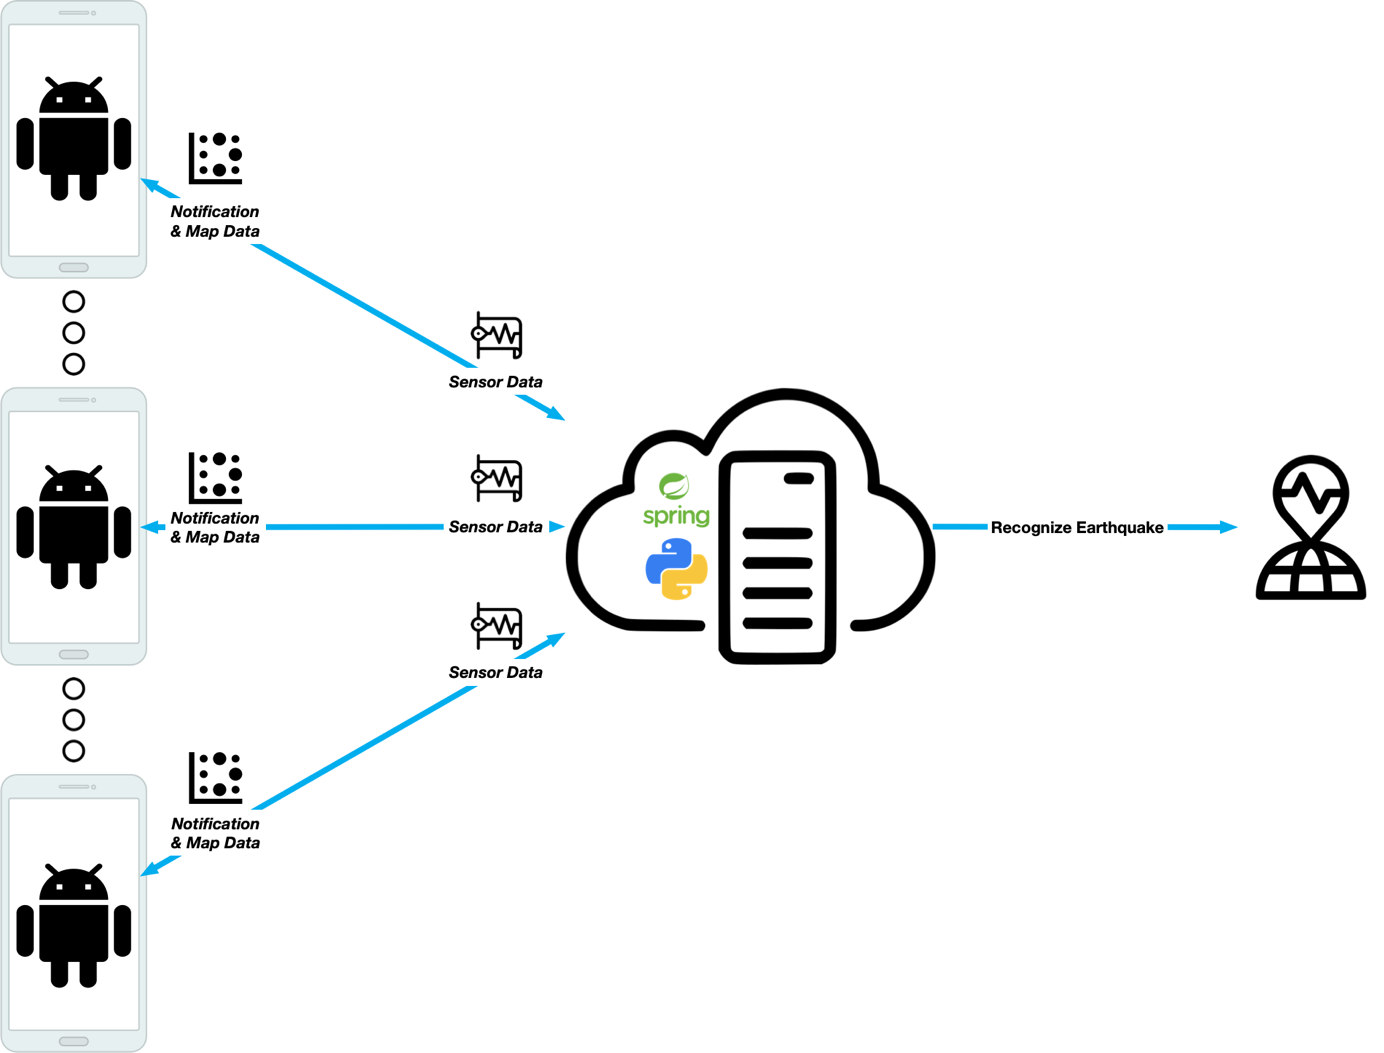 Notification
& Map Data
Sensor Data
Notification
& Map Data
Sensor Data
spring
Recognize Earthquake
Sensor Data
Notification
& Map Data